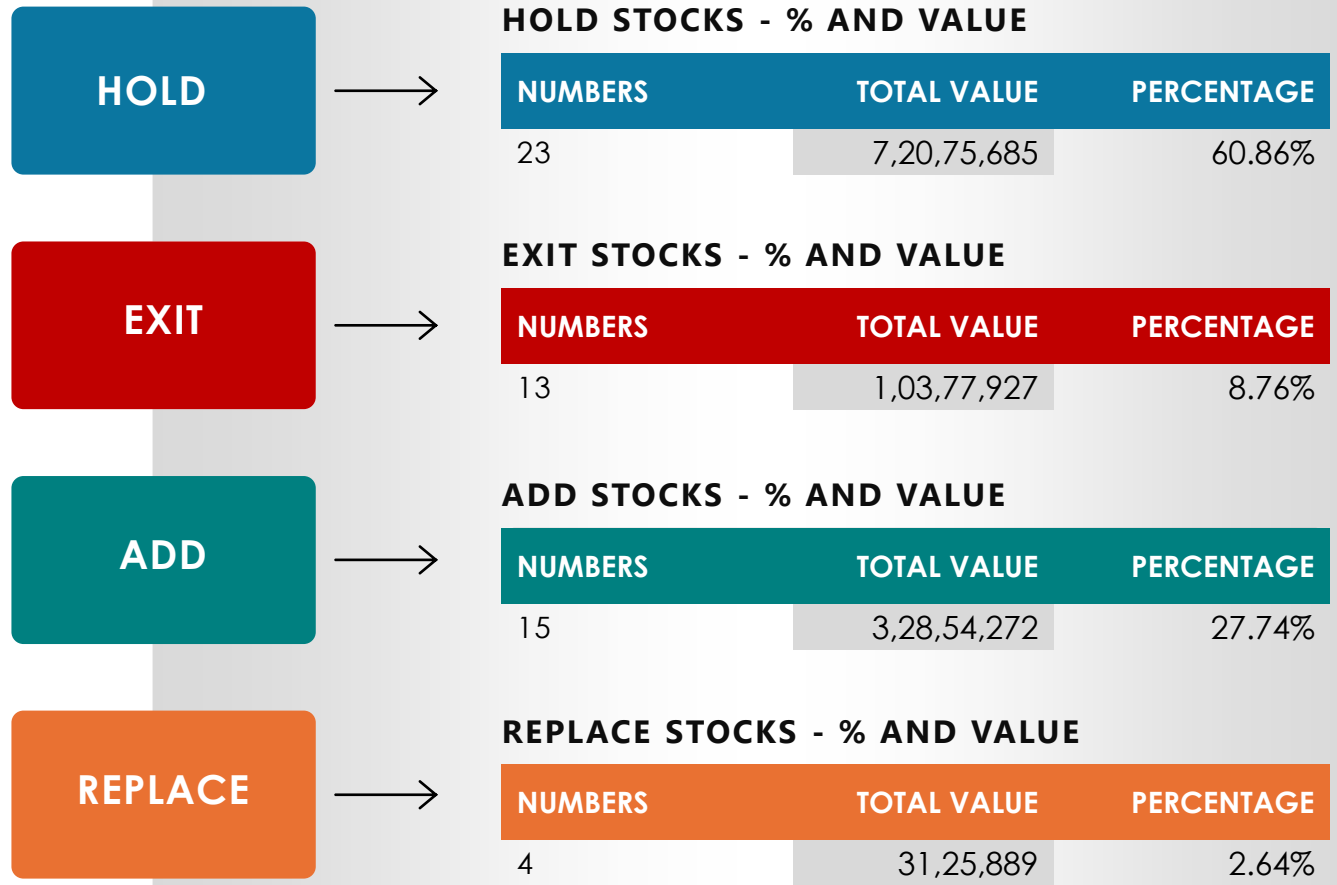 HOLD
HOLD STOCKS - % AND VALUE
NUMBERS TOTAL VALUE PERCENTAGE
23 7,20,75,685 60.86%
EXIT
EXIT STOCKS - % AND VALUE
NUMBERS TOTAL VALUE PERCENTAGE
13 1,03,77,927 8.76%
ADD
ADD STOCKS - % AND VALUE
NUMBERS TOTAL VALUE PERCENTAGE
15 3,28,54,272 27.74%
REPLACE
REPLACE STOCKS - % AND VALUE
NUMBERS TOTAL VALUE PERCENTAGE
4 31,25,889 2.64%